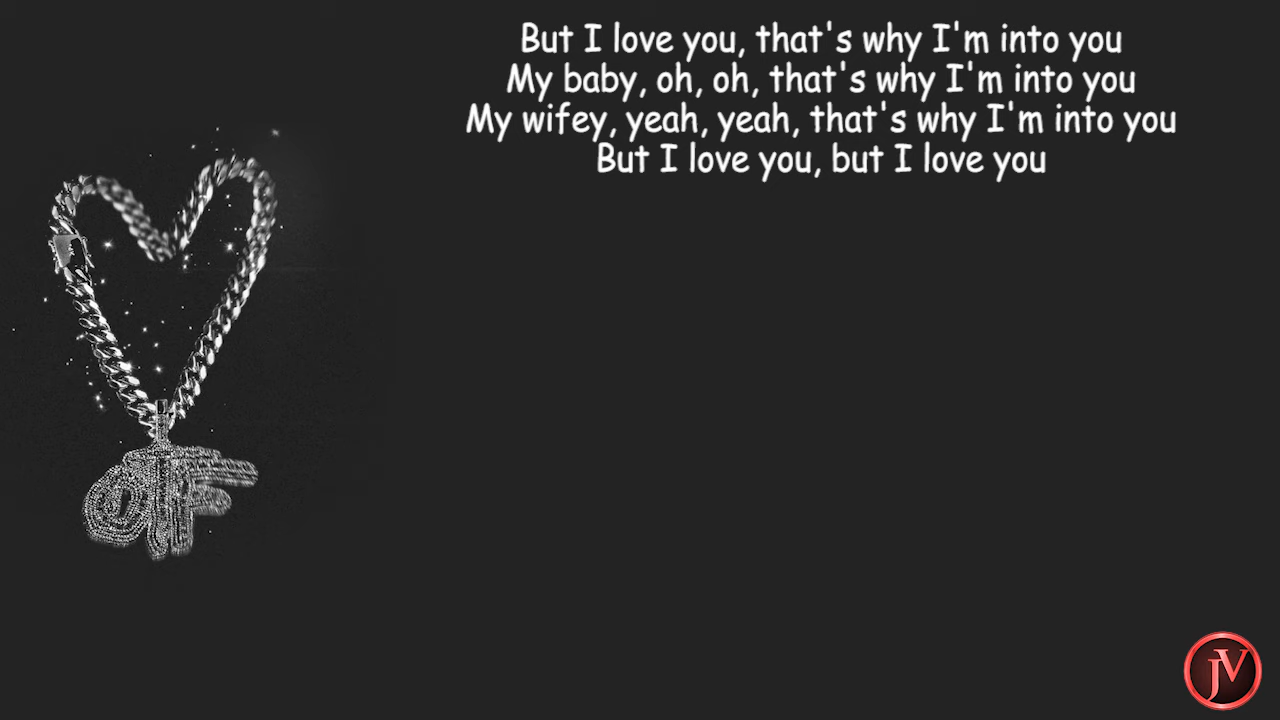 But I love you, that's why I'm into you
My baby, oh, oh, that's why I'm into you
My wifey, yeah, yeah, that's why I'm into you
But I love you, but I love you
OTF
JV